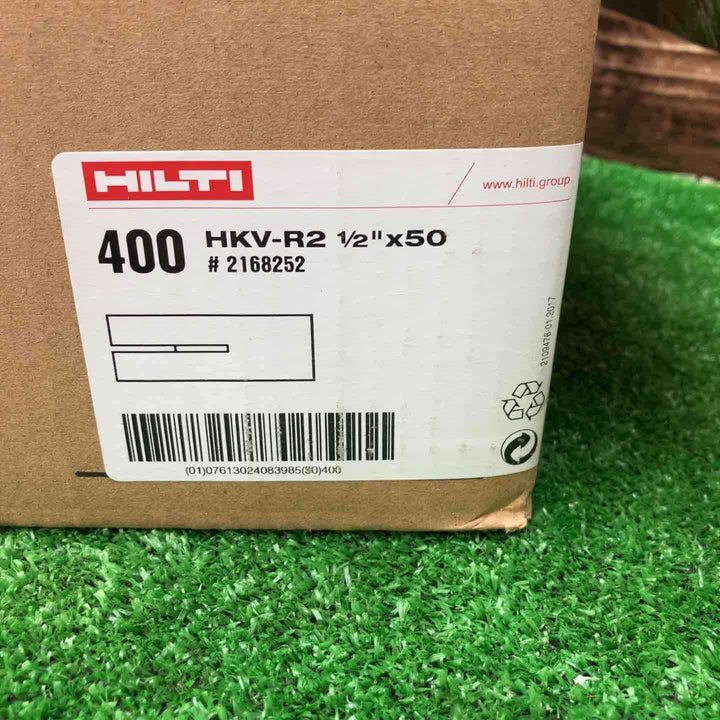 HILTI
www.hilti.group
400 HKV-R2 ½"x50
# 2168252
2109476-01.2017
(01)07613024083985(30)400